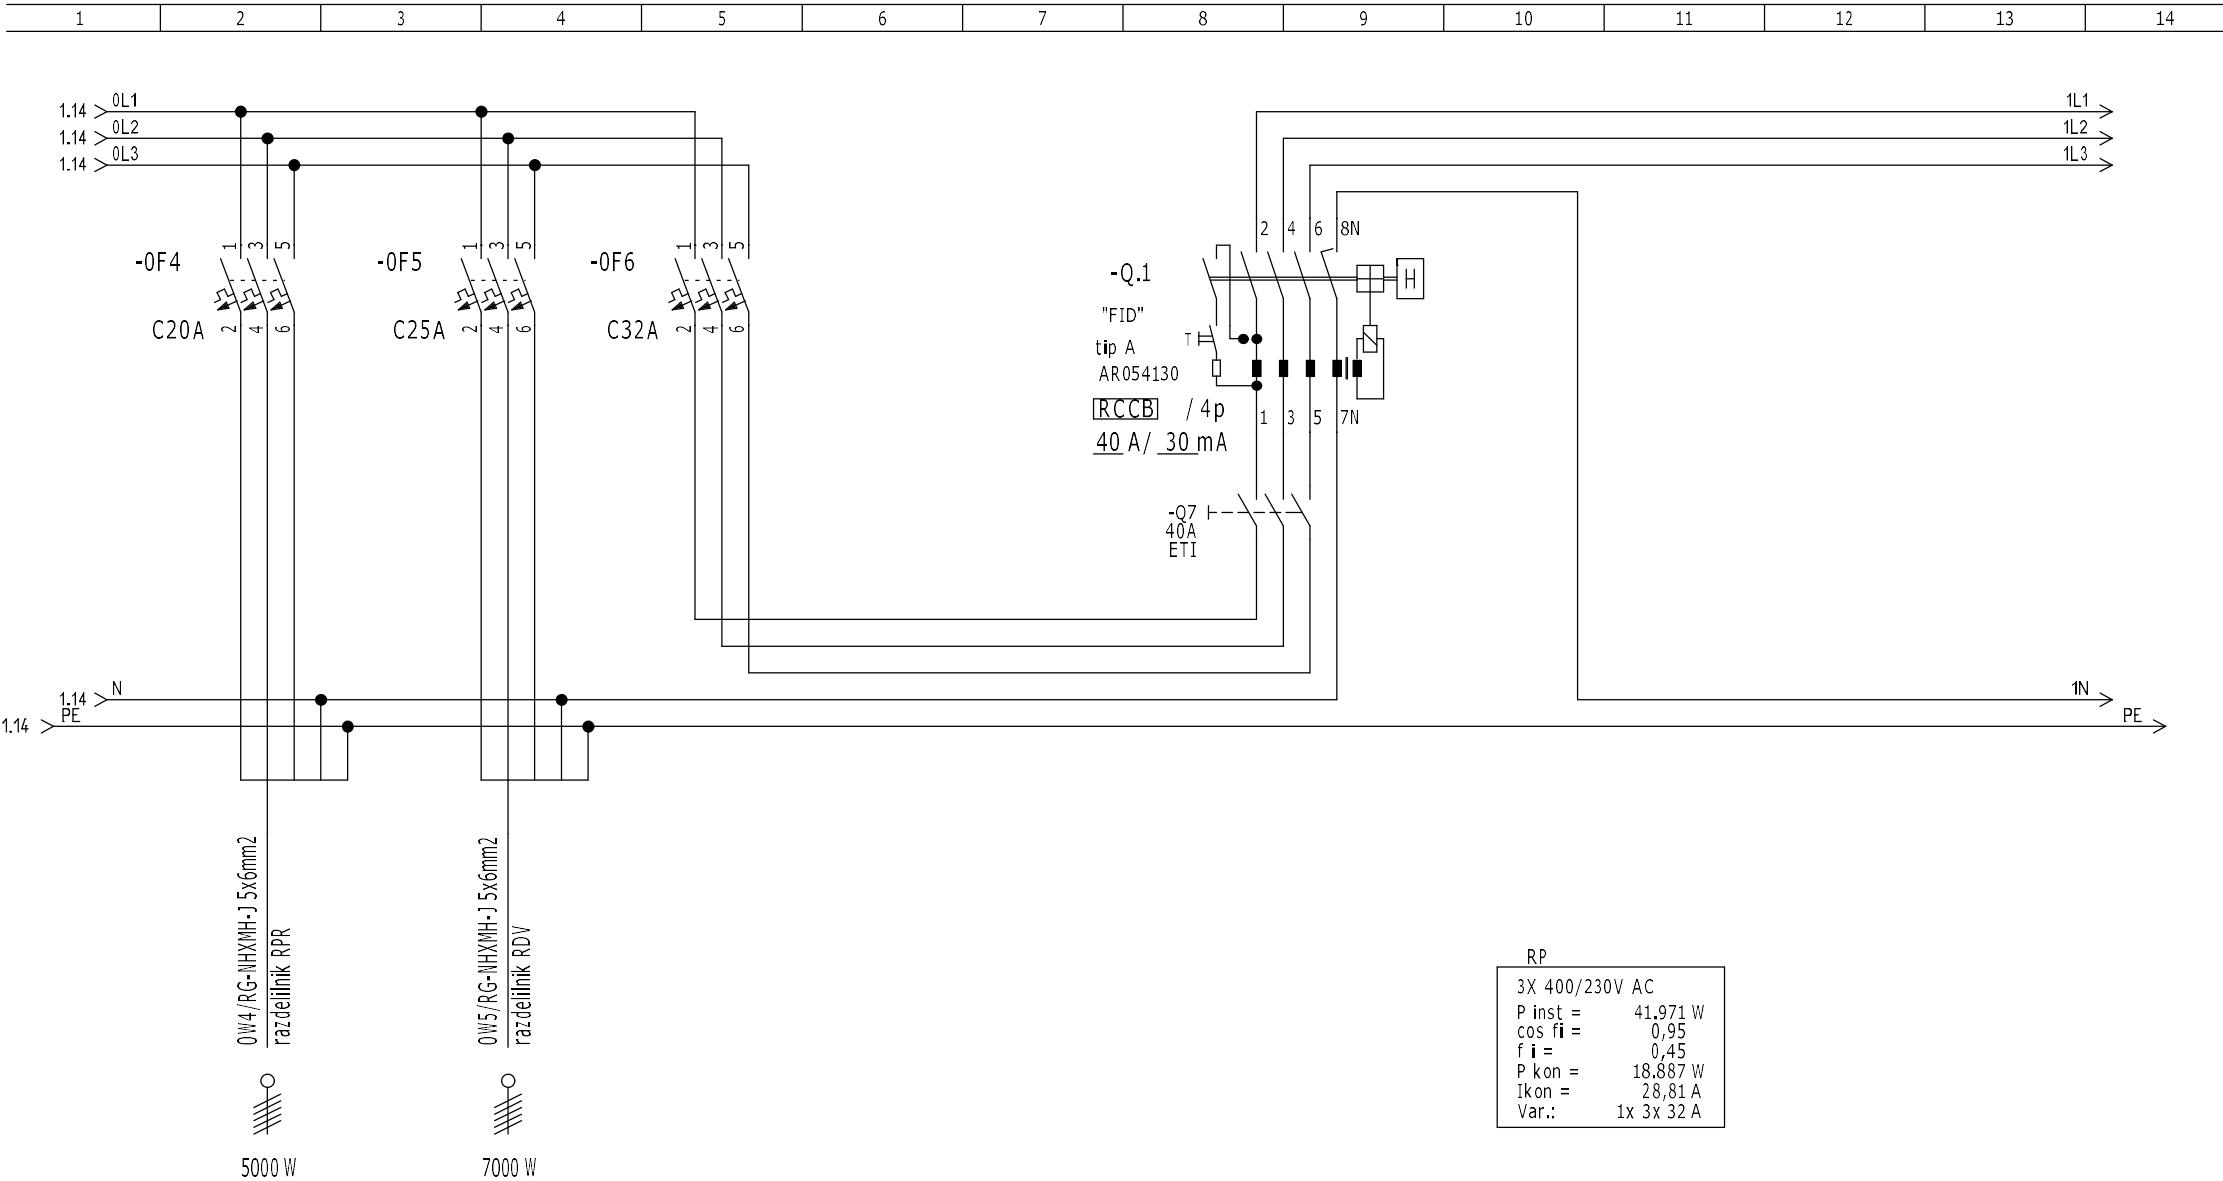 1 2 3 4 5 6 7 8 9 10 11 12 13 14
1.14 0L1 1L1
1.14 0L2 1L2
1.14 0L3 1L3
2 4 6 8N
1 3 5 1 3 5 1 3 5
-0F4 -0F5 -0F6 -Q.1 H
"FID"
C20A 2 4 6 C25A 2 4 6 C32A 2 4 6
T
tip A
AR054130
RCCB / 4p 1 3 5 7N
40 A/ 30 mA
-Q7
40A
ETI
1.14 N 1N
1.14 PE PE
0W4/RG-NHXMH-J 5x6mm2
razdelilnik RPR
0W5/RG-NHXMH-J 5x6mm2
razdelilnik RDV
5000 W 7000 W
RP
3X 400/230V AC
P inst = 41.971 W
cos fi = 0,95
f i = 0,45
P kon = 18.887 W
Ikon = 28,81 A
Var.: 1x 3x 32 A